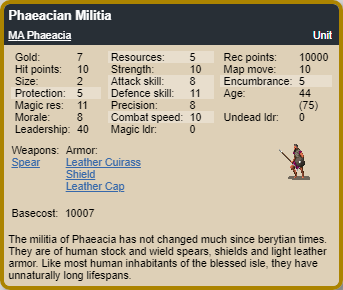 Phaeacian Militia
MA Phaeacia Unit
Gold: 7 Resources: 5 Rec points: 10000
Hit points: 10 Strength: 10 Map move: 10
Size: 2 Attack skill: 8 Encumbrance: 5
Protection: 5 Defence skill: 11 Age: 44
Magic res: 11 Precision: 8 (75)
Morale: 8 Combat speed: 10 Undead ldr: 0
Leadership: 40 Magic ldr: 0
Weapons: Armor:
Spear Leather Cuirass
Shield
Leather Cap
Basecost: 10007
The militia of Phaeacia has not changed much since berytian times.
They are of human stock and wield spears, shields and light leather
armor. Like most human inhabitants of the blessed isle, they have
unnaturally long lifespans.